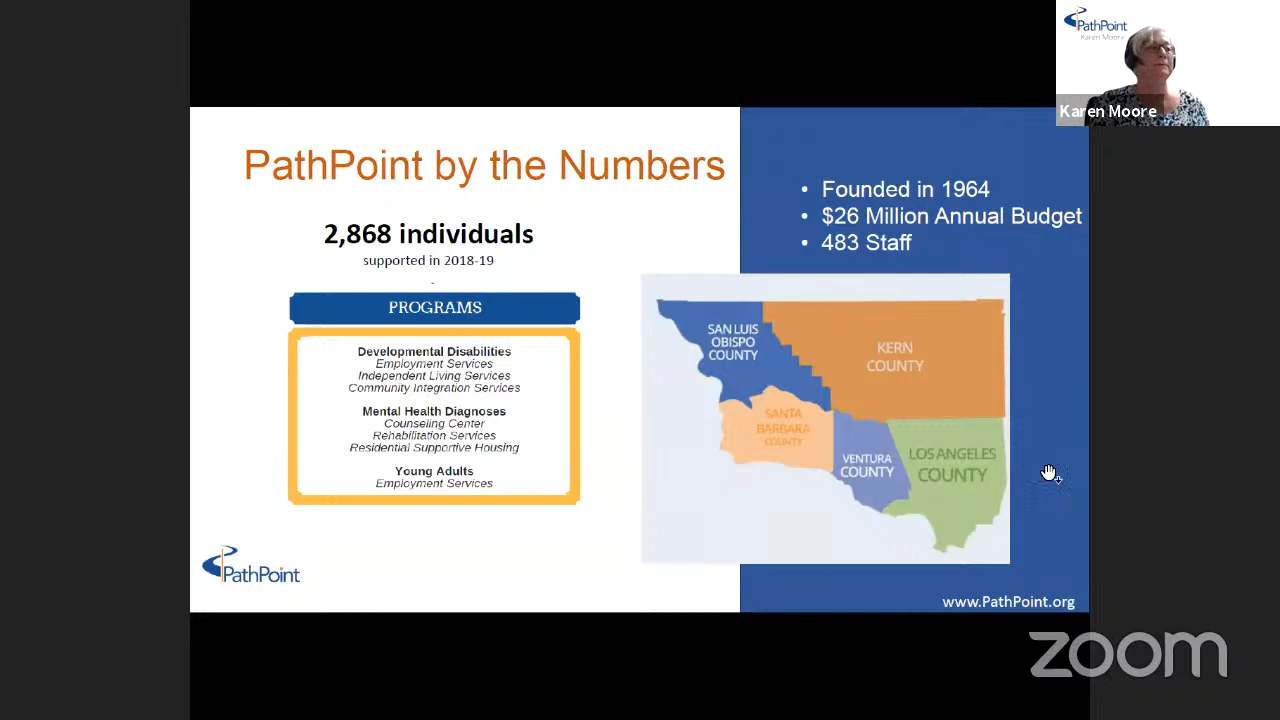 PathPoint
Karen Moore
Karen Moore
PathPoint by the Numbers
2,868 individuals
supported in 2018-19
-
PROGRAMS
Developmental Disabilities
Employment Services
Independent Living Services
Community Integration Services
Mental Health Diagnoses
Counseling Center
Rehabilitation Services
Residential Supportive Housing
Young Adults
Employment Services
PathPoint
• Founded in 1964
• $26 Million Annual Budget
• 483 Staff
SAN LUIS
OBISPO
COUNTY
KERN
COUNTY
SANTA
BARBARA
COUNTY
VENTURA
COUNTY
LOS ANGELES
COUNTY
www.PathPoint.org
zoom